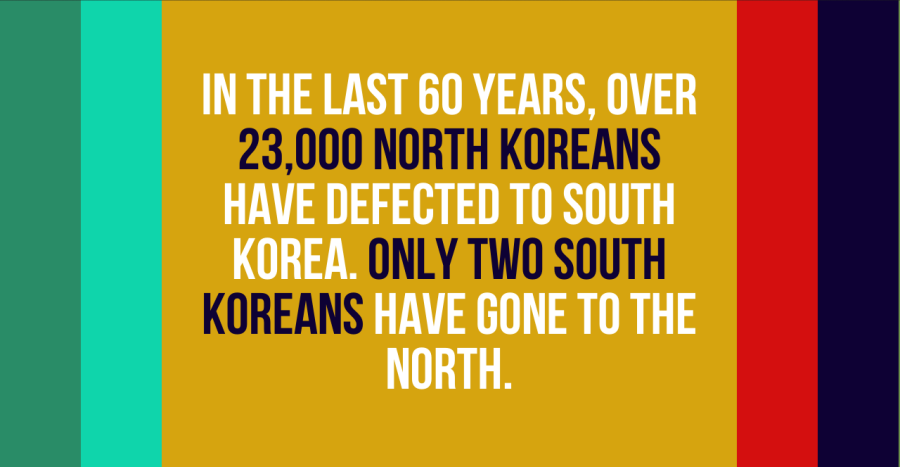 IN THE LAST 60 YEARS, OVER
23,000 NORTH KOREANS
HAVE DEFECTED TO SOUTH
KOREA. ONLY TWO SOUTH
KOREANS HAVE GONE TO THE
NORTH.